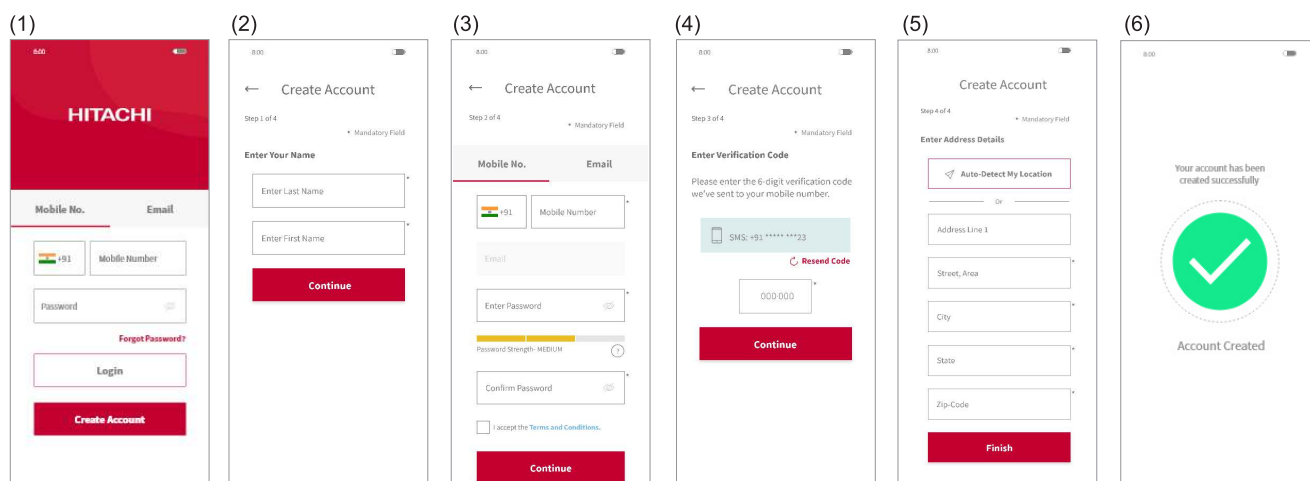 (1)
8:00
HITACHI
Mobile No. Email
+91 Mobile Number
Password
Forgot Password?
Login
Create Account
(2)
8:00
← Create Account
Step 1 of 4
* Mandatory Field
Enter Your Name
Enter Last Name *
Enter First Name *
Continue
(3)
8:00
← Create Account
Step 2 of 4
* Mandatory Field
Mobile No. Email
+91 Mobile Number *
Email
Enter Password *
Password Strength- MEDIUM ?
Confirm Password *
I accept the Terms and Conditions.
Continue
(4)
8:00
← Create Account
Step 3 of 4
* Mandatory Field
Enter Verification Code
Please enter the 6-digit verification code
we've sent to your mobile number.
SMS: +91 ***** ***23
Resend Code
000-000 *
Continue
(5)
8:00
Create Account
Step 4 of 4
* Mandatory Field
Enter Address Details
Auto-Detect My Location
Or
Address Line 1
Street, Area *
City *
State *
Zip-Code *
Finish
(6)
8:00
Your account has been
created successfully
Account Created